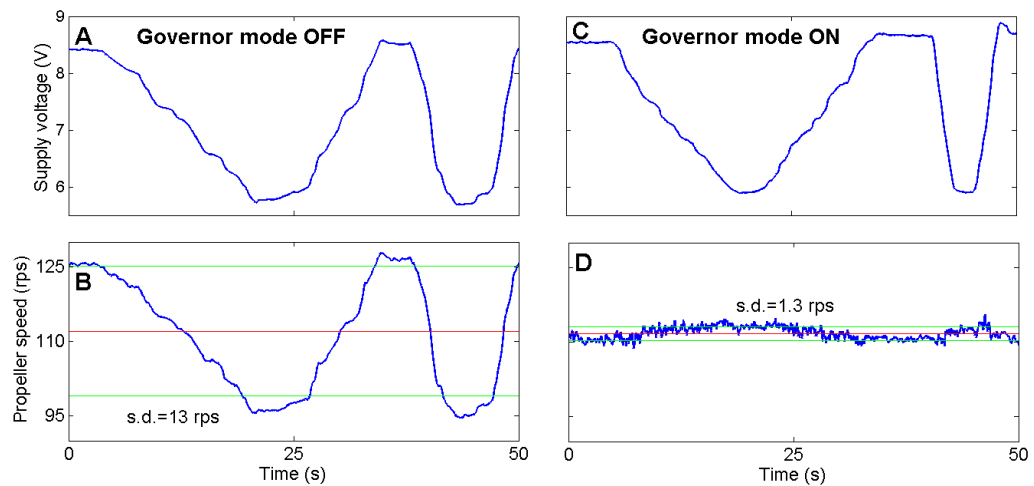 A Governor mode OFF
C Governor mode ON
Supply voltage (V)
9
8
7
6
B
D
Propeller speed (rps)
125
110
95
s.d.=13 rps
s.d.=1.3 rps
0 25 50
Time (s)
0 25 50
Time (s)